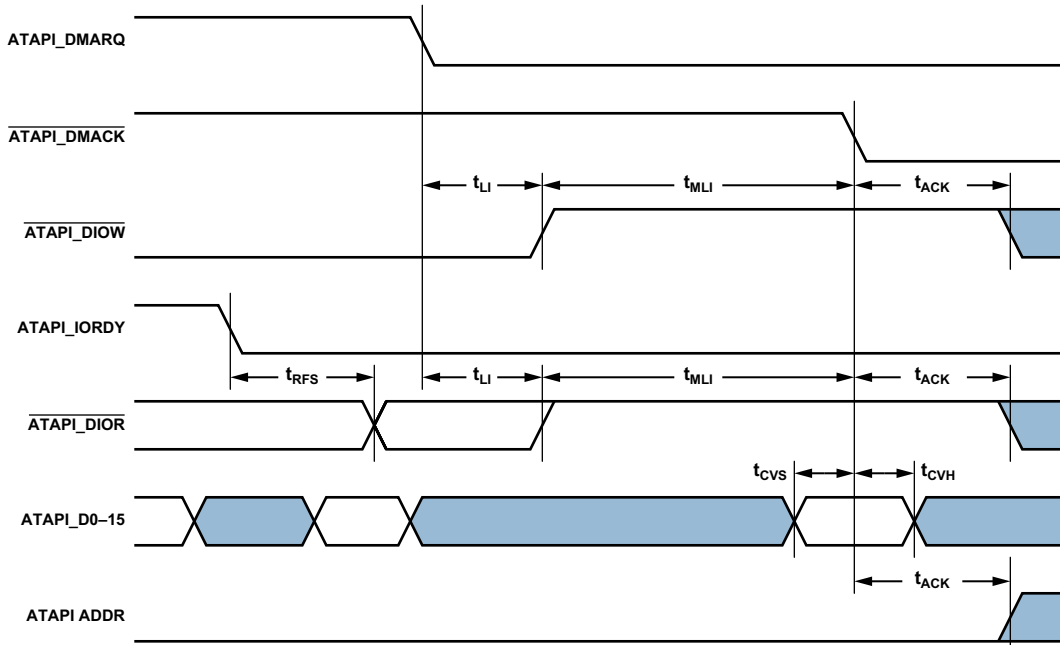 ATAPI_DMARQ
ATAPI_DMACK
tLI tMLI tACK
ATAPI_DIOW
ATAPI_IORDY
tRFS tLI tMLI tACK
ATAPI_DIOR
tCVS tCVH
ATAPI_D0–15
tACK
ATAPI ADDR